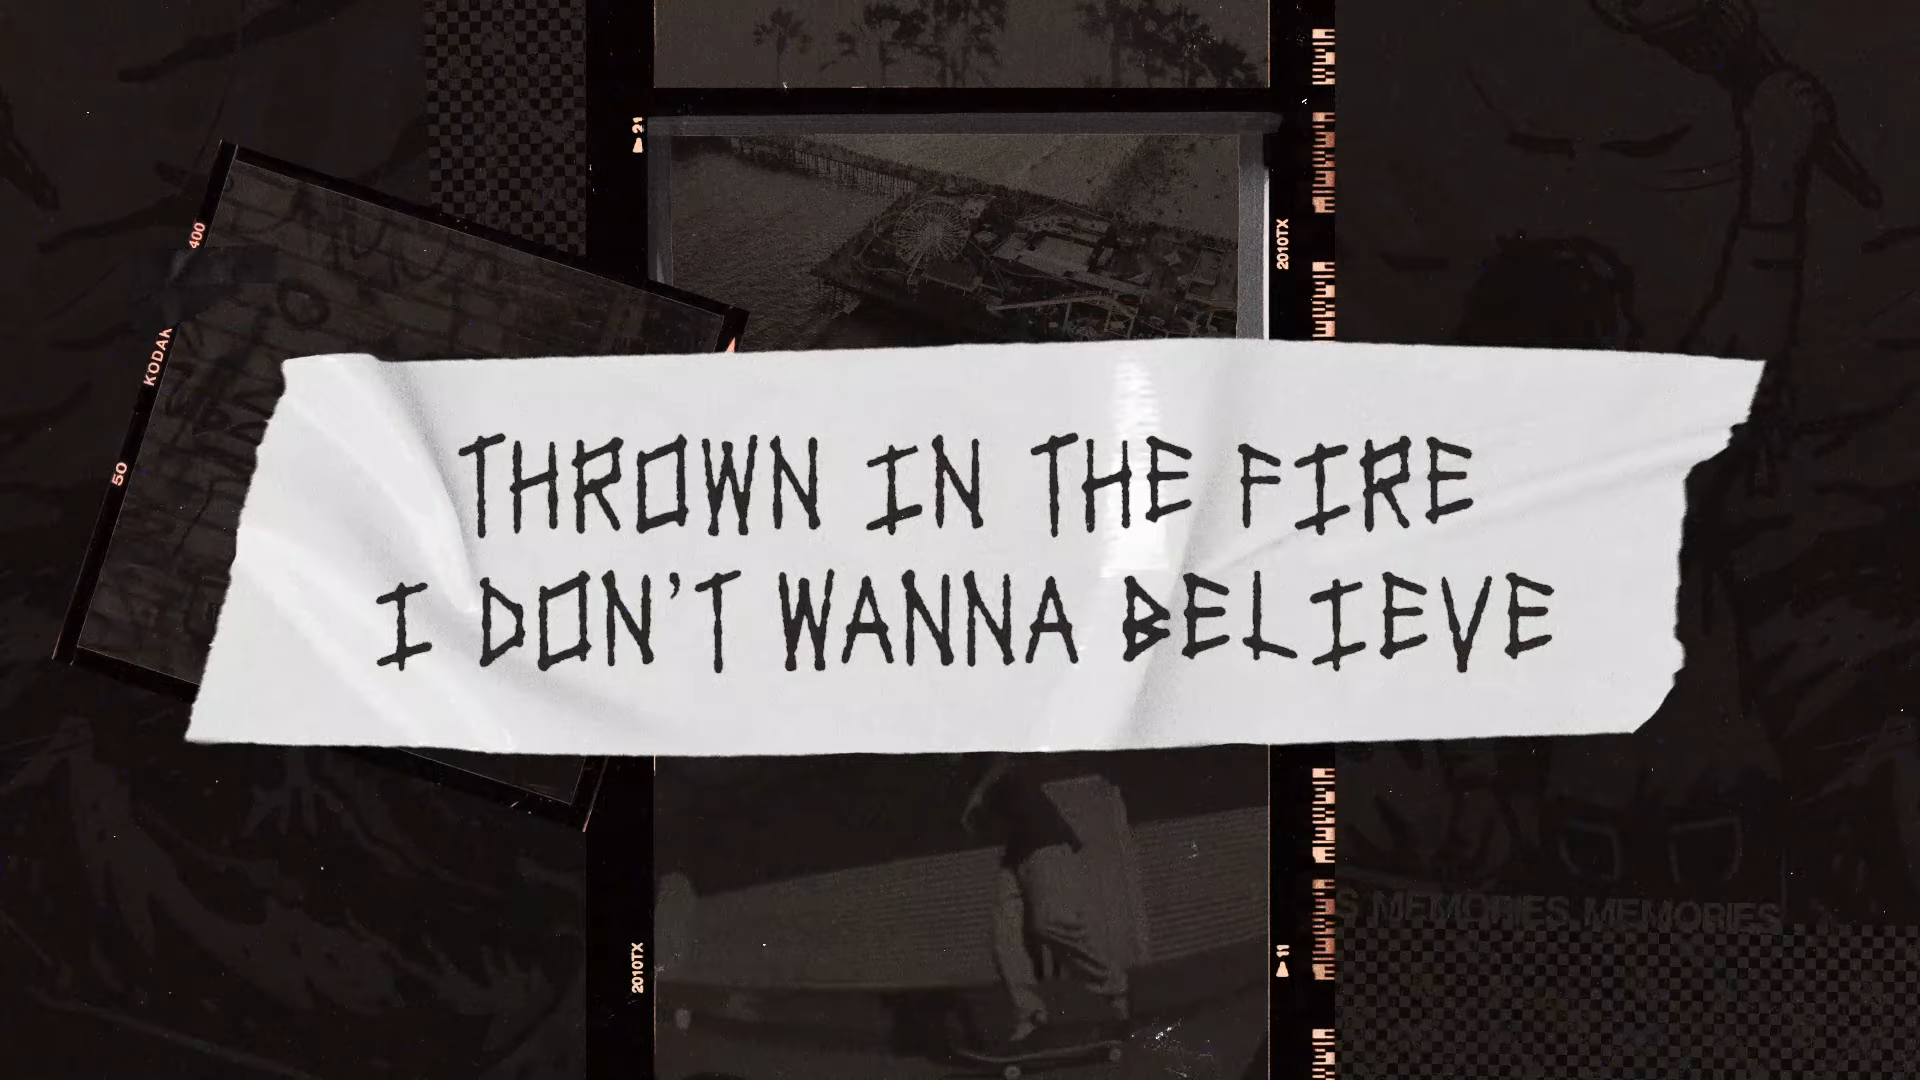 ▶ 21
400
2010TX
KODAK
THROWN IN THE FIRE
50
I DON'T WANNA BELIEVE
S MEMORIES MEMORIES
2010TX
▶ 11